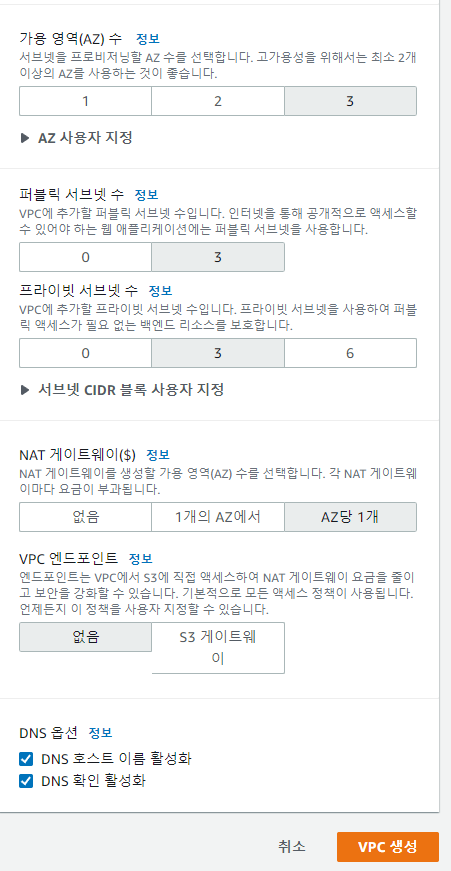 가용 영역(AZ) 수 정보
서브넷을 프로비저닝할 AZ 수를 선택합니다. 고가용성을 위해서는 최소 2개
이상의 AZ를 사용하는 것이 좋습니다.
1 2 3
▶ AZ 사용자 지정
퍼블릭 서브넷 수 정보
VPC에 추가할 퍼블릭 서브넷 수입니다. 인터넷을 통해 공개적으로 액세스할
수 있어야 하는 웹 애플리케이션에는 퍼블릭 서브넷을 사용합니다.
0 3
프라이빗 서브넷 수 정보
VPC에 추가할 프라이빗 서브넷 수입니다. 프라이빗 서브넷을 사용하여 퍼블
릭 액세스가 필요 없는 백엔드 리소스를 보호합니다.
0 3 6
▶ 서브넷 CIDR 블록 사용자 지정
NAT 게이트웨이($) 정보
NAT 게이트웨이를 생성할 가용 영역(AZ) 수를 선택합니다. 각 NAT 게이트웨
이마다 요금이 부과됩니다.
없음 1개의 AZ에서 AZ당 1개
VPC 엔드포인트 정보
엔드포인트는 VPC에서 S3에 직접 액세스하여 NAT 게이트웨이 요금을 줄이
고 보안을 강화할 수 있습니다. 기본적으로 모든 액세스 정책이 사용됩니다.
언제든지 이 정책을 사용자 지정할 수 있습니다.
없음 S3 게이트웨
이
DNS 옵션 정보
DNS 호스트 이름 활성화
DNS 확인 활성화
취소 VPC 생성